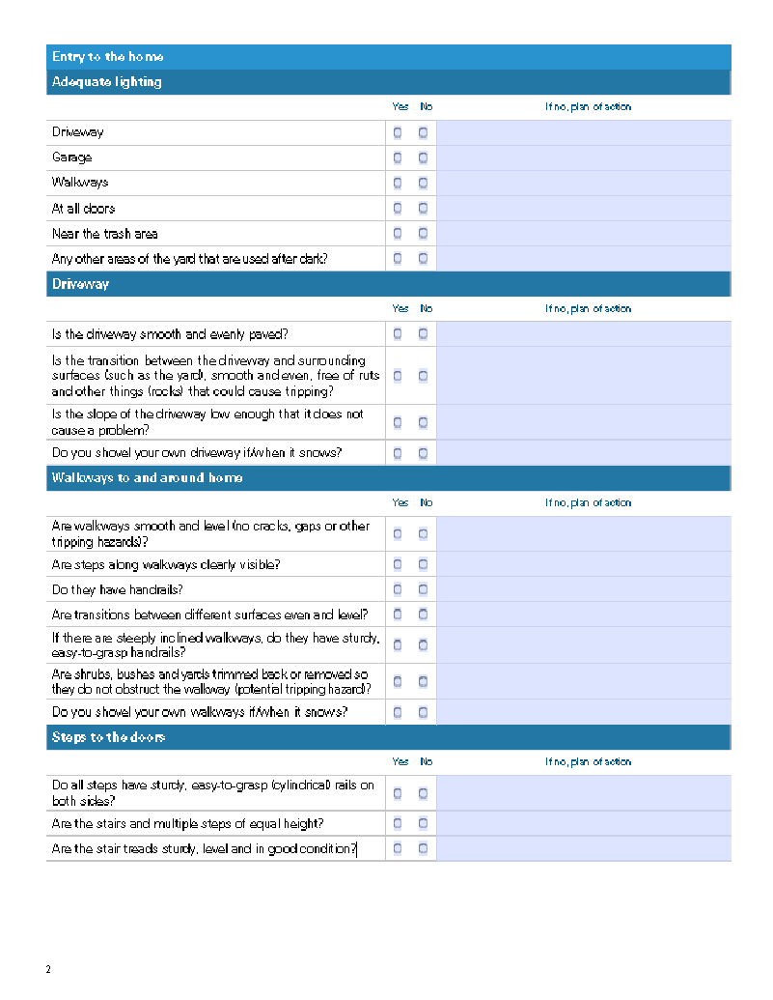 Entry to the home
Adequate lighting
Yes No If no, plan of action
Driveway
Garage
Walkways
At all doors
Near the trash area
Any other areas of the yard that are used after dark?
Driveway
Yes No If no, plan of action
Is the driveway smooth and evenly paved?
Is the transition between the driveway and surrounding
surfaces (such as the yard), smooth and even, free of ruts
and other things (rocks) that could cause tripping?
Is the slope of the driveway low enough that it does not
cause a problem?
Do you shovel your own driveway if/when it snows?
Walkways to and around home
Yes No If no, plan of action
Are walkways smooth and level (no cracks, gaps or other
tripping hazards)?
Are steps along walkways clearly visible?
Do they have handrails?
Are transitions between different surfaces even and level?
If there are steeply inclined walkways, do they have sturdy,
easy-to-grasp handrails?
Are shrubs, bushes and yards trimmed back or removed so
they do not obstruct the walkway (potential tripping hazard)?
Do you shovel your own walkways if/when it snows?
Steps to the doors
Yes No If no, plan of action
Do all steps have sturdy, easy-to-grasp (cylindrical) rails on
both sides?
Are the stairs and multiple steps of equal height?
Are the stair treads sturdy, level and in good condition?
2